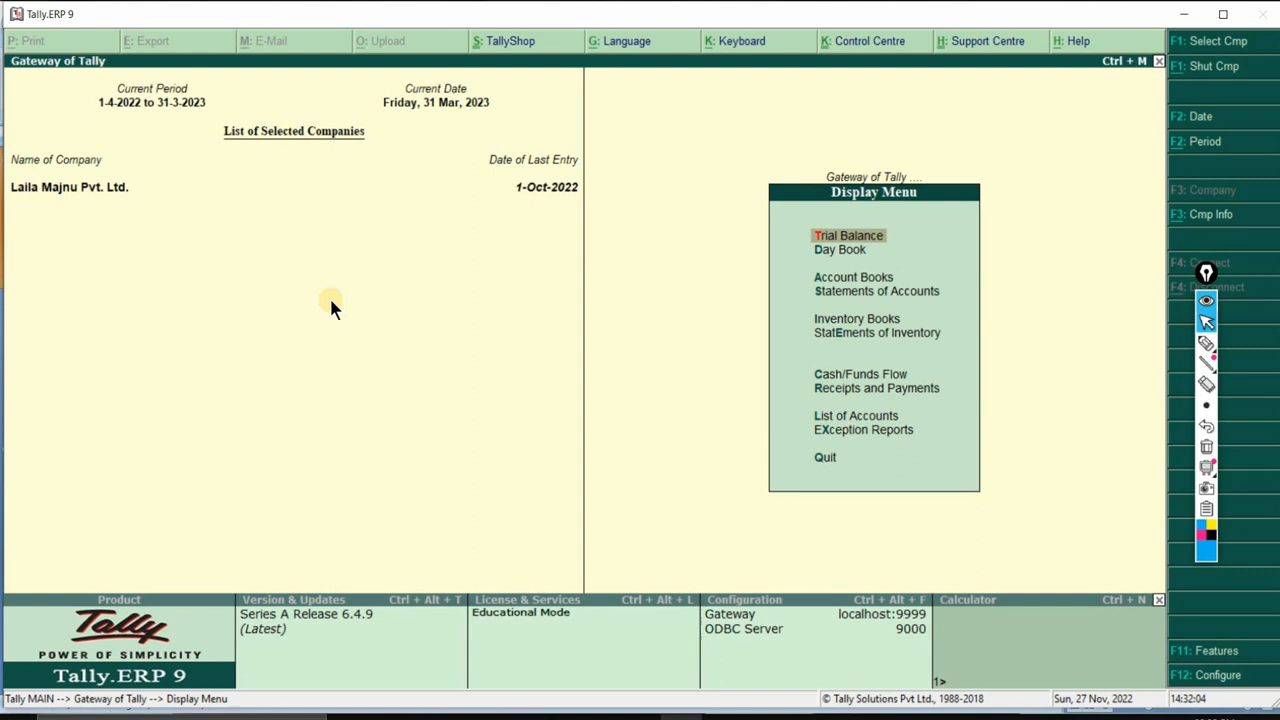 Tally.ERP 9
P: Print
E: Export
M: E-Mail
O: Upload
S: TallyShop
G: Language
K: Keyboard
K: Control Centre
H: Support Centre
H: Help
Gateway of Tally
Ctrl + M
Current Period
1-4-2022 to 31-3-2023
Current Date
Friday, 31 Mar, 2023
List of Selected Companies
Name of Company
Date of Last Entry
Laila Majnu Pvt. Ltd.
1-Oct-2022
Gateway of Tally ....
Display Menu
Trial Balance
Day Book
Account Books
Statements of Accounts
Inventory Books
StatEments of Inventory
Cash/Funds Flow
Receipts and Payments
List of Accounts
EXception Reports
Quit
F1: Select Cmp
F1: Shut Cmp
F2: Date
F2: Period
F3: Company
F3: Cmp Info
F4: Connect
F4: Disconnect
F11: Features
F12: Configure
Product
Tally
POWER OF SIMPLICITY
Tally.ERP 9
Version & Updates
Ctrl + Alt + T
Series A Release 6.4.9
(Latest)
License & Services
Ctrl + Alt + L
Educational Mode
Configuration
Ctrl + Alt + F
Gateway
localhost:9999
ODBC Server
9000
Calculator
Ctrl + N
1>
Tally MAIN --> Gateway of Tally --> Display Menu
© Tally Solutions Pvt Ltd., 1988-2018
Sun, 27 Nov, 2022
14:32:04